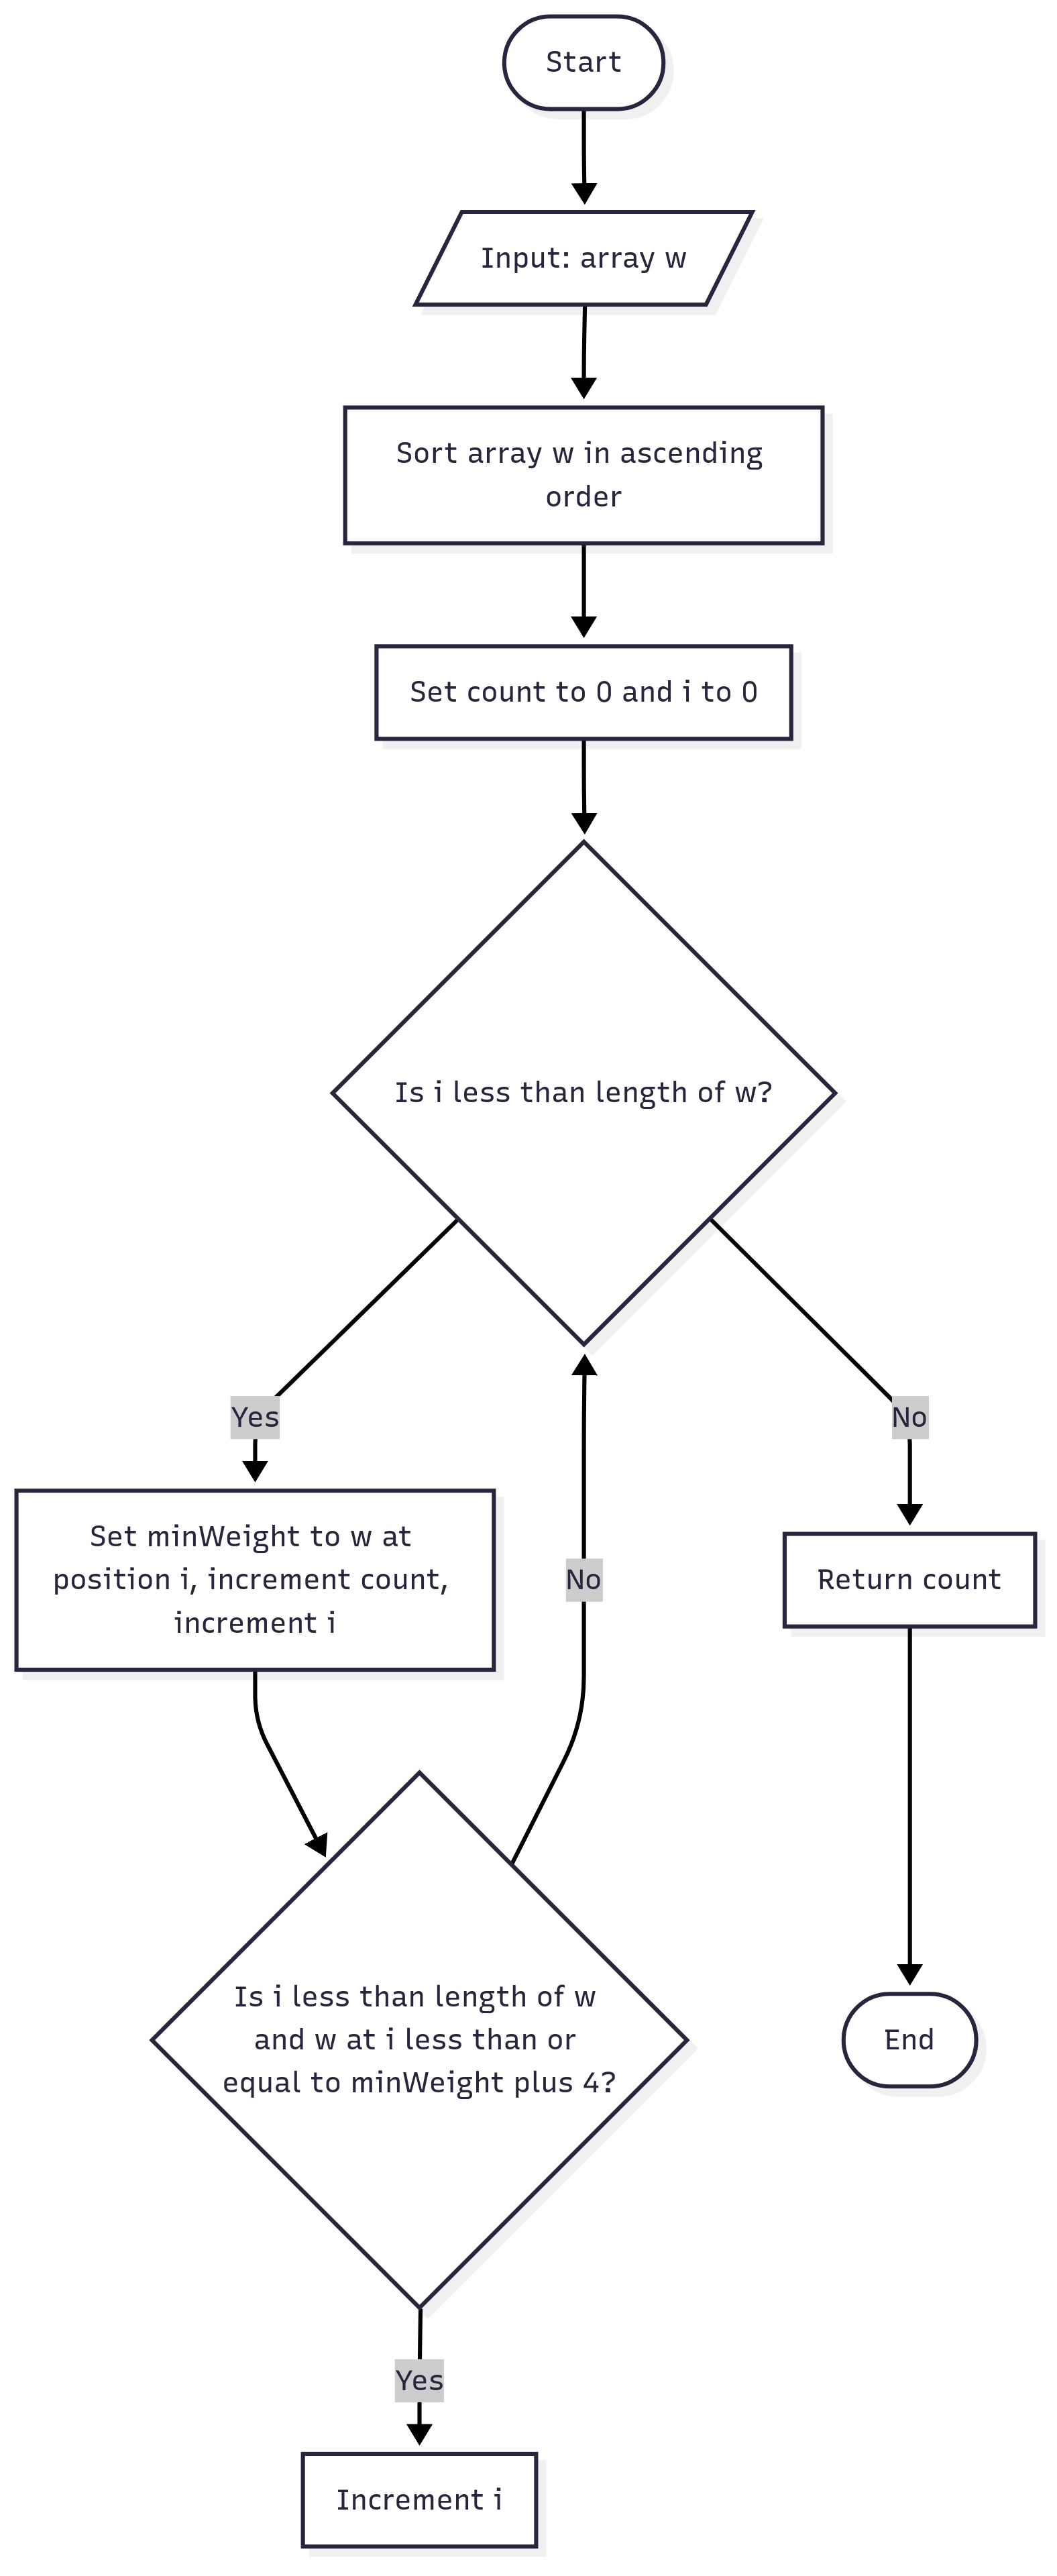 Start
Input: array w
Sort array w in ascending
order
Set count to 0 and i to 0
Is i less than length of w?
Yes
No
Set minWeight to w at
position i, increment count,
increment i
No
Return count
Is i less than length of w
and w at i less than or
equal to minWeight plus 4?
End
Yes
Increment i